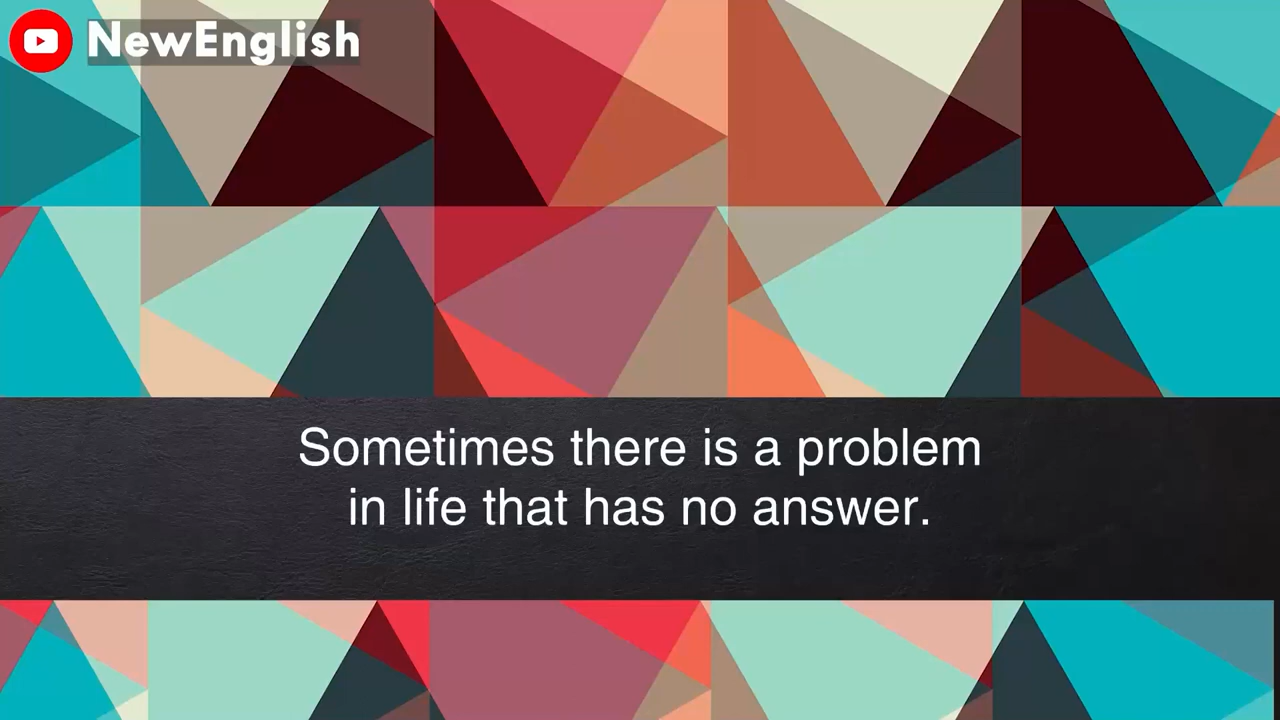 NewEnglish
Sometimes there is a problem
in life that has no answer.